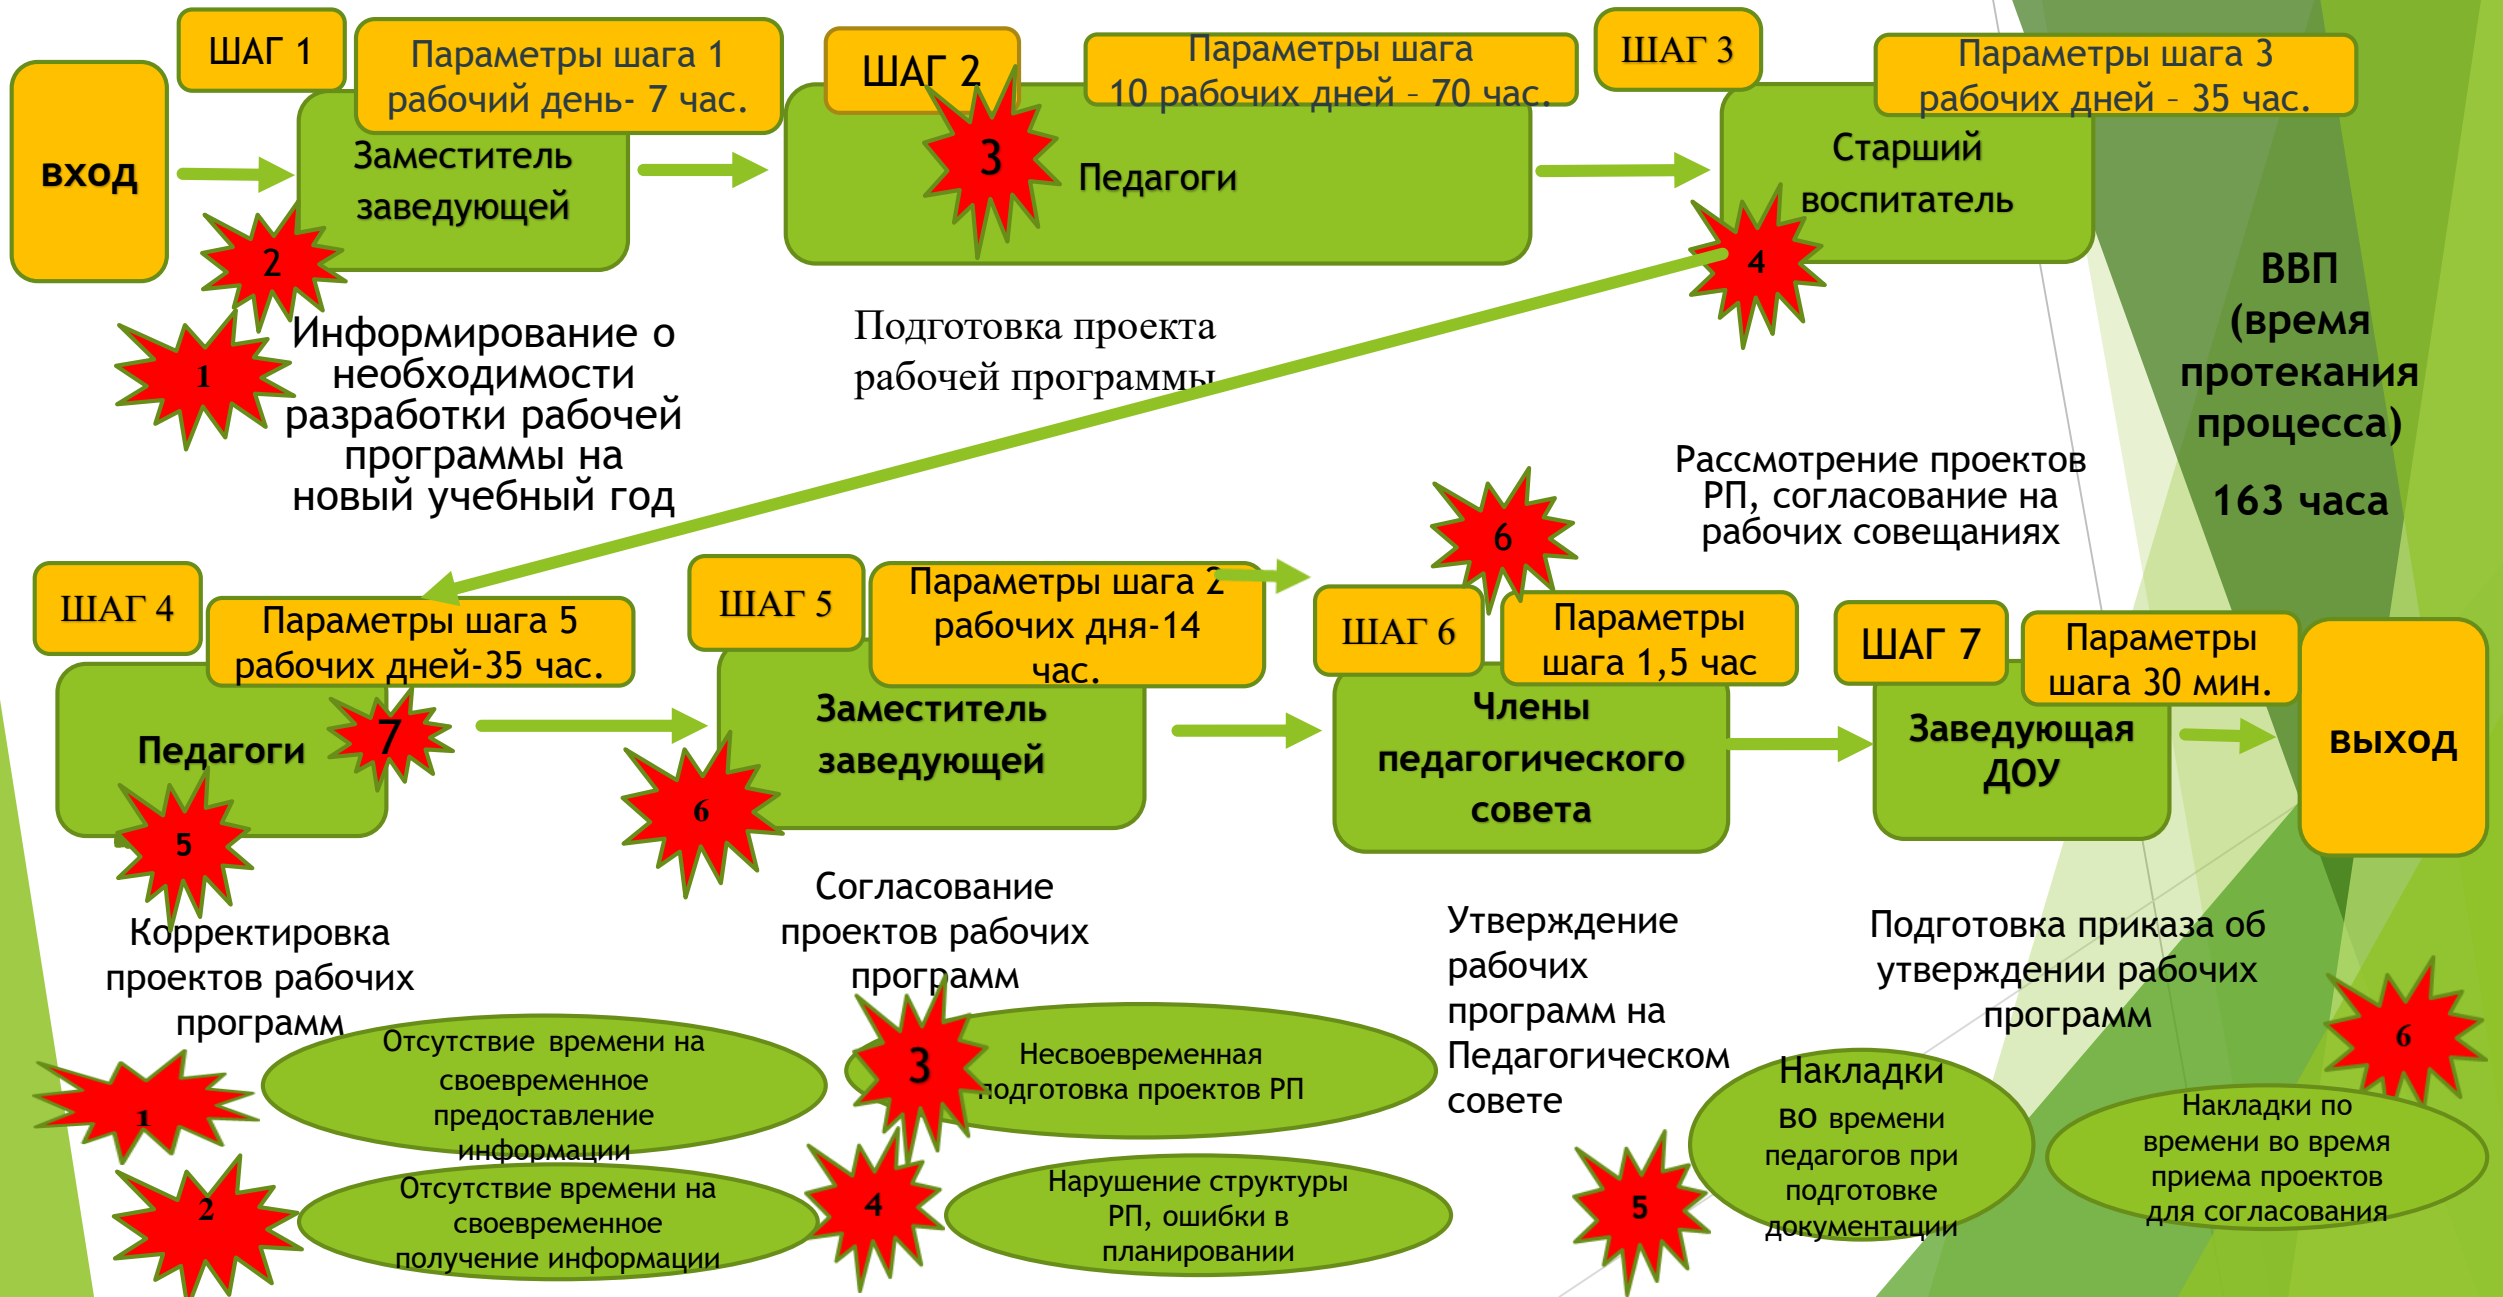 ШАГ 1
Параметры шага 1
рабочий день- 7 час.
ШАГ 2
Параметры шага
10 рабочих дней – 70 час.
ШАГ 3
Параметры шага 3
рабочих дней – 35 час.
вход
Заместитель
заведующей
3
Педагоги
Старший
воспитатель
2
4
1
Информирование о
необходимости
разработки рабочей
программы на
новый учебный год
Подготовка проекта
рабочей программы
ВВП
(время
протекания
процесса)
163 часа
Рассмотрение проектов
РП, согласование на
рабочих совещаниях
6
ШАГ 4
Параметры шага 5
рабочих дней-35 час.
ШАГ 5
Параметры шага 2
рабочих дня-14
час.
ШАГ 6
Параметры
шага 1,5 час
ШАГ 7
Параметры
шага 30 мин.
Педагоги
7
5
Заместитель
заведующей
6
Члены
педагогического
совета
Заведующая
ДОУ
выход
Корректировка
проектов рабочих
программ
Согласование
проектов рабочих
программ
Утверждение
рабочих
программ на
Педагогическом
совете
Подготовка приказа об
утверждении рабочих
программ
1
Отсутствие времени на
своевременное
предоставление
информации
3
Несвоевременная
подготовка проектов РП
2
Отсутствие времени на
своевременное
получение информации
4
Нарушение структуры
РП, ошибки в
планировании
5
Накладки
во времени
педагогов при
подготовке
документации
6
Накладки по
времени во время
приема проектов
для согласования